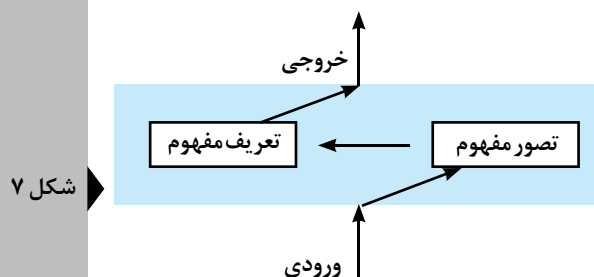 خروجی
تصور مفهوم
تعریف مفهوم
شکل ۷
ورودی